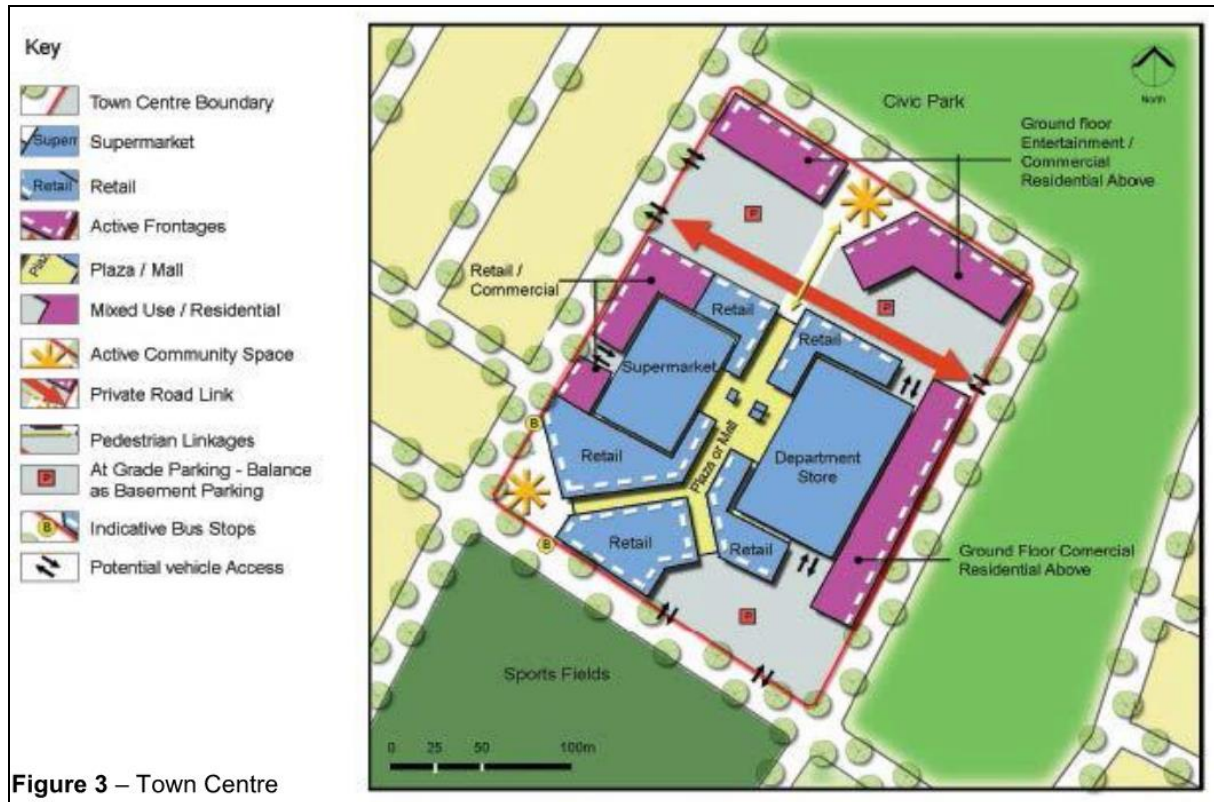 Key
Town Centre Boundary
Super
Supermarket
Retail
Retail
Active Frontages
Plaza
Plaza / Mall
Mixed Use / Residential
Active Community Space
Private Road Link
Pedestrian Linkages
P
At Grade Parking - Balance
as Basement Parking
B
Indicative Bus Stops
Potential vehicle Access
North
Civic Park
Ground floor
Entertainment /
Commercial
Residential Above
P
Retail /
Commercial
P
Retail
Retail
Supermarket
B
Retail
Plaza or Mall
Department
Store
B
Retail
Retail
Ground Floor Comercial
Residential Above
P
Sports Fields
0 25 50 100m
Figure 3 – Town Centre